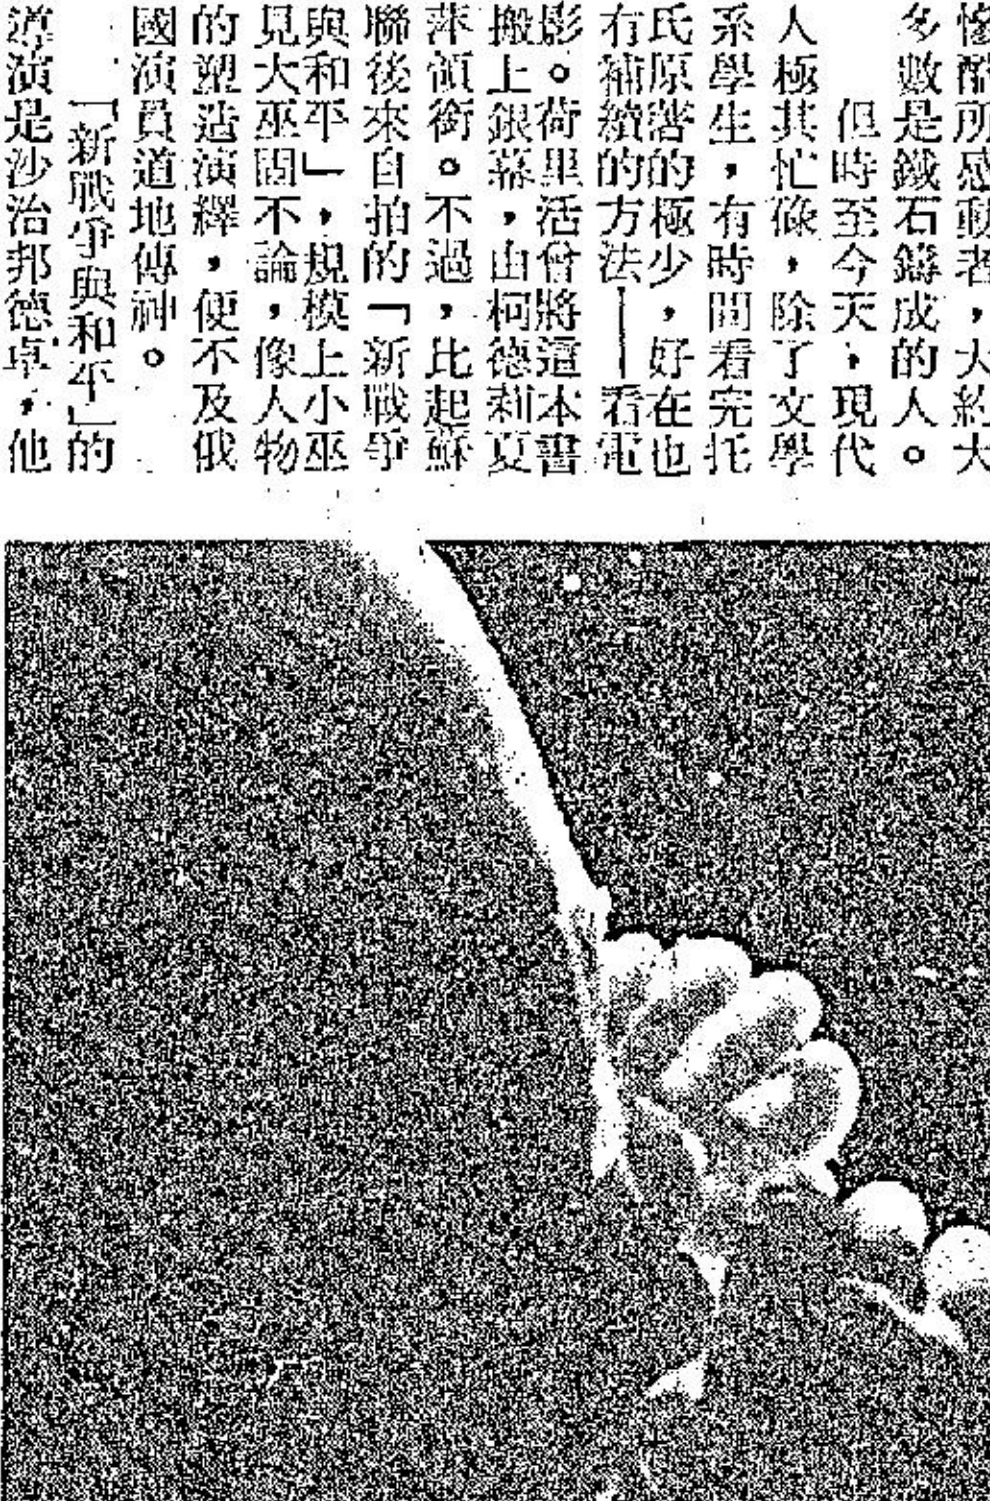 慘酷所感動者，大約大
多數是鐵石鑄成的人。
但時至今天，現代
人極其忙碌，除了文學
系學生，有時間看完托
氏原著的極少，好在也
有補續的方法——看電
影。荷里活曾將這本書
搬上銀幕，由柯德莉夏
萍領銜。不過，比起蘇
聯後來自拍的「新戰爭
與和平」，規模上小巫
見大巫固不論，像人物
的塑造演繹，便不及俄
國演員道地傳神。
「新戰爭與和平」的
導演是沙治邦德卓，他